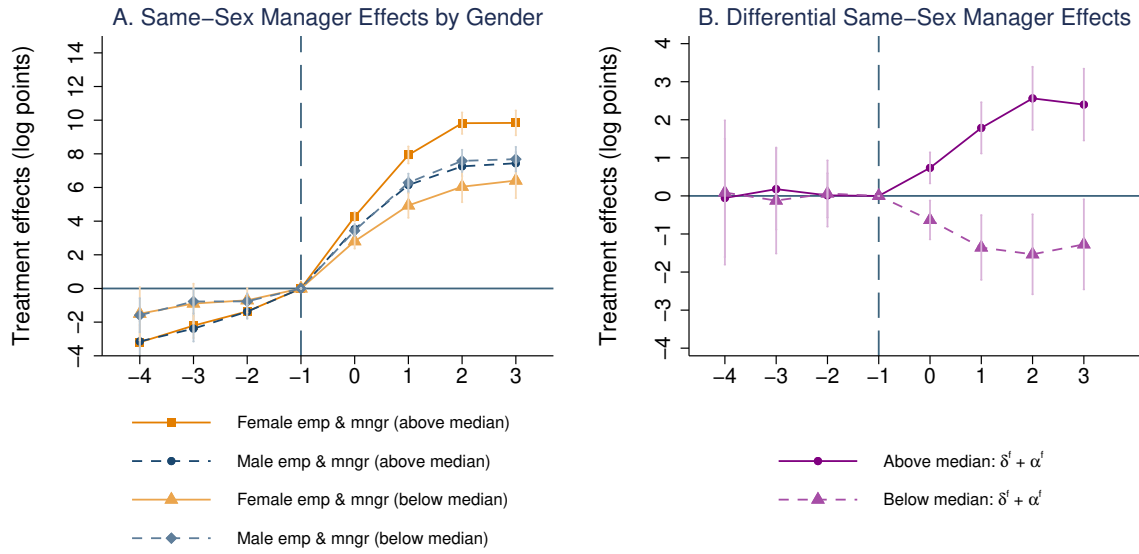 A. Same−Sex Manager Effects by Gender
Treatment effects (log points)
14
12
10
8
6
4
2
0
−2
−4
−4 −3 −2 −1 0 1 2 3
Female emp & mngr (above median)
Male emp & mngr (above median)
Female emp & mngr (below median)
Male emp & mngr (below median)
B. Differential Same−Sex Manager Effects
Treatment effects (log points)
4
3
2
1
0
−1
−2
−3
−4
−4 −3 −2 −1 0 1 2 3
Above median: δᶠ + αᶠ
Below median: δᶠ + αᶠ